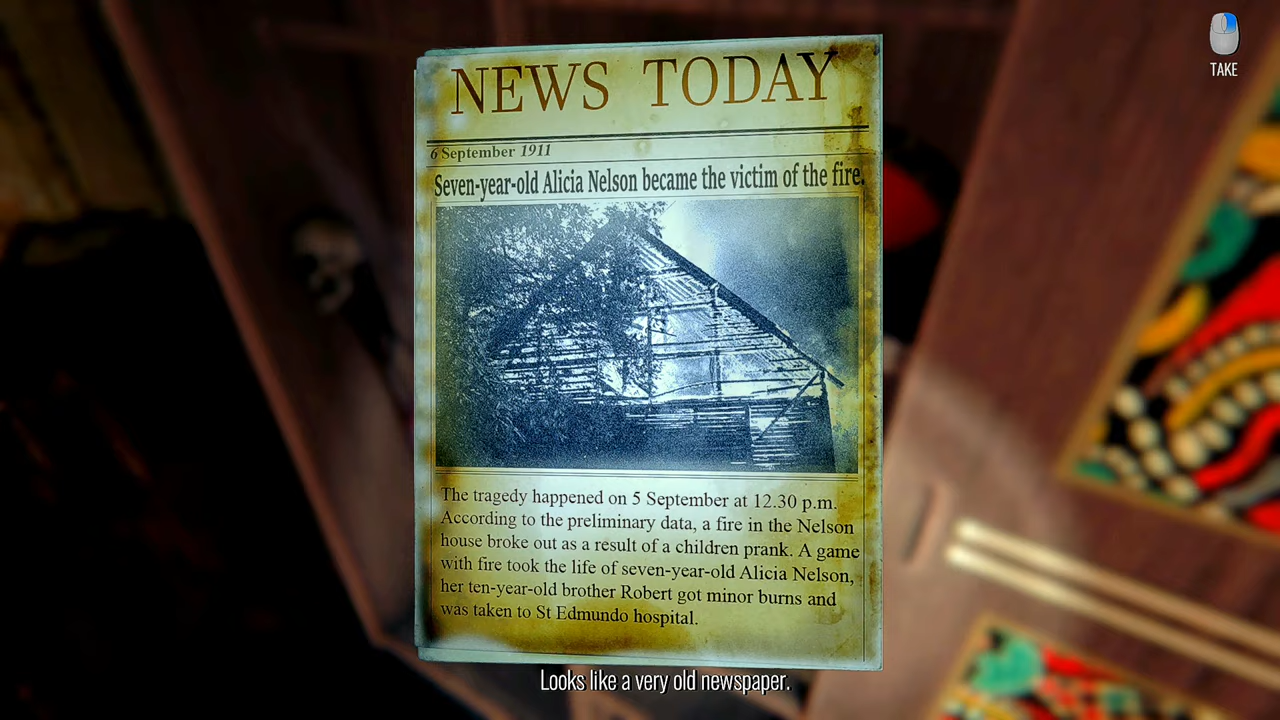 TAKE
NEWS TODAY
6 September 1911
Seven-year-old Alicia Nelson became the victim of the fire.
The tragedy happened on 5 September at 12.30 p.m.
According to the preliminary data, a fire in the Nelson
house broke out as a result of a children prank. A game
with fire took the life of seven-year-old Alicia Nelson,
her ten-year-old brother Robert got minor burns and
was taken to St Edmundo hospital.
Looks like a very old newspaper.